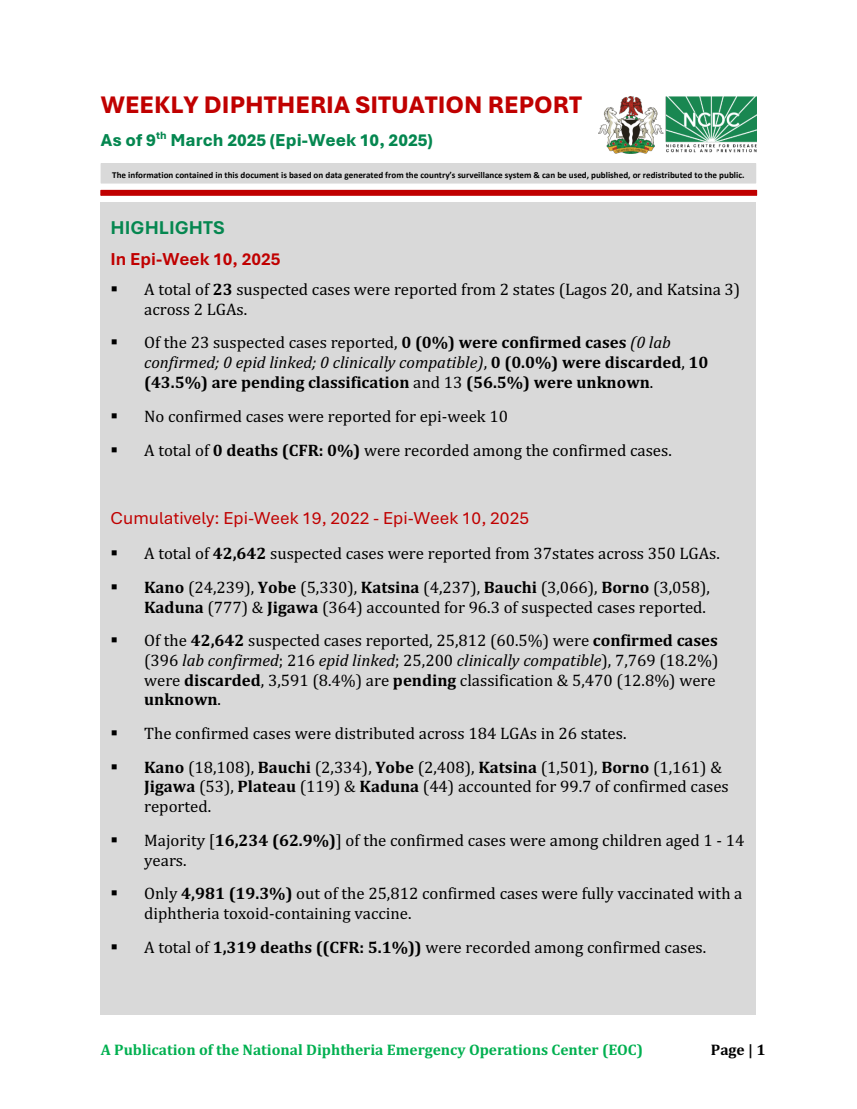 WEEKLY DIPHTHERIA SITUATION REPORT
As of 9th March 2025 (Epi-Week 10, 2025)
NCDC
NIGERIA CENTRE FOR DISEASE
CONTROL AND PREVENTION
The information contained in this document is based on data generated from the country's surveillance system & can be used, published, or redistributed to the public.
HIGHLIGHTS
In Epi-Week 10, 2025
▪ A total of 23 suspected cases were reported from 2 states (Lagos 20, and Katsina 3)
across 2 LGAs.
▪ Of the 23 suspected cases reported, 0 (0%) were confirmed cases (0 lab
confirmed; 0 epid linked; 0 clinically compatible), 0 (0.0%) were discarded, 10
(43.5%) are pending classification and 13 (56.5%) were unknown.
▪ No confirmed cases were reported for epi-week 10
▪ A total of 0 deaths (CFR: 0%) were recorded among the confirmed cases.
Cumulatively: Epi-Week 19, 2022 - Epi-Week 10, 2025
▪ A total of 42,642 suspected cases were reported from 37states across 350 LGAs.
▪ Kano (24,239), Yobe (5,330), Katsina (4,237), Bauchi (3,066), Borno (3,058),
Kaduna (777) & Jigawa (364) accounted for 96.3 of suspected cases reported.
▪ Of the 42,642 suspected cases reported, 25,812 (60.5%) were confirmed cases
(396 lab confirmed; 216 epid linked; 25,200 clinically compatible), 7,769 (18.2%)
were discarded, 3,591 (8.4%) are pending classification & 5,470 (12.8%) were
unknown.
▪ The confirmed cases were distributed across 184 LGAs in 26 states.
▪ Kano (18,108), Bauchi (2,334), Yobe (2,408), Katsina (1,501), Borno (1,161) &
Jigawa (53), Plateau (119) & Kaduna (44) accounted for 99.7 of confirmed cases
reported.
▪ Majority [16,234 (62.9%)] of the confirmed cases were among children aged 1 - 14
years.
▪ Only 4,981 (19.3%) out of the 25,812 confirmed cases were fully vaccinated with a
diphtheria toxoid-containing vaccine.
▪ A total of 1,319 deaths ((CFR: 5.1%)) were recorded among confirmed cases.
A Publication of the National Diphtheria Emergency Operations Center (EOC) Page | 1